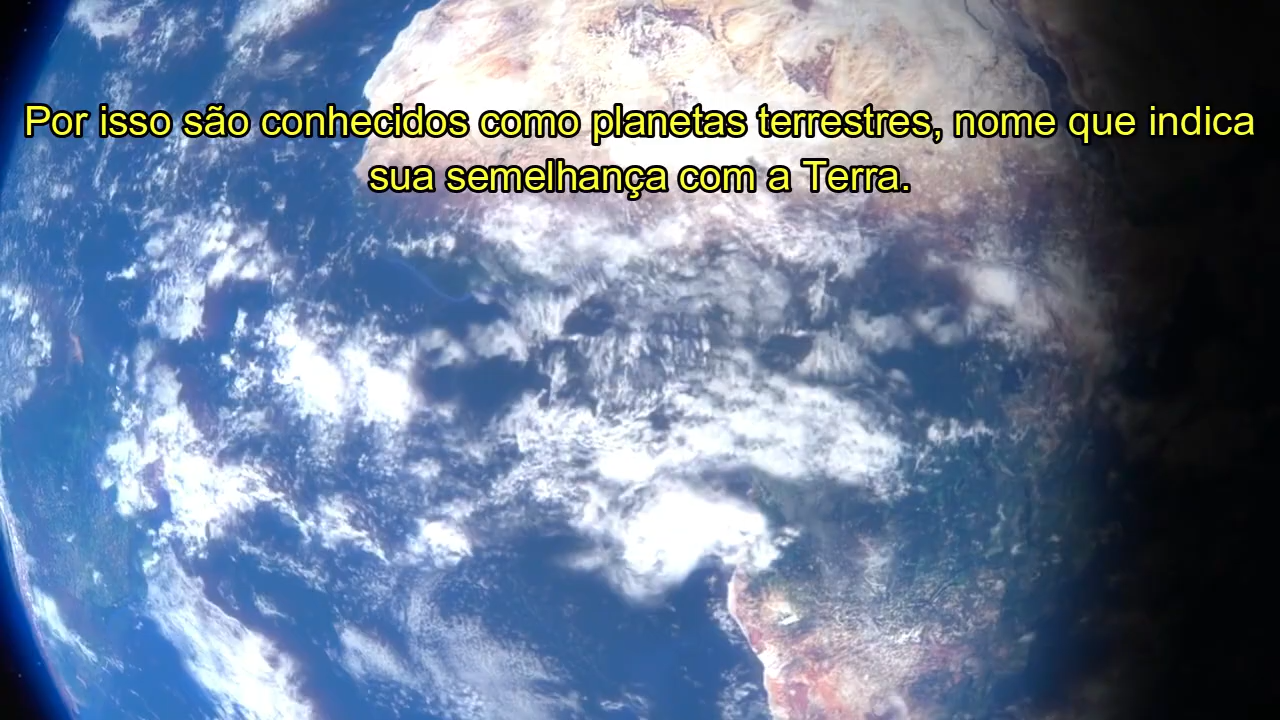 Por isso são conhecidos como planetas terrestres, nome que indica
sua semelhança com a Terra.